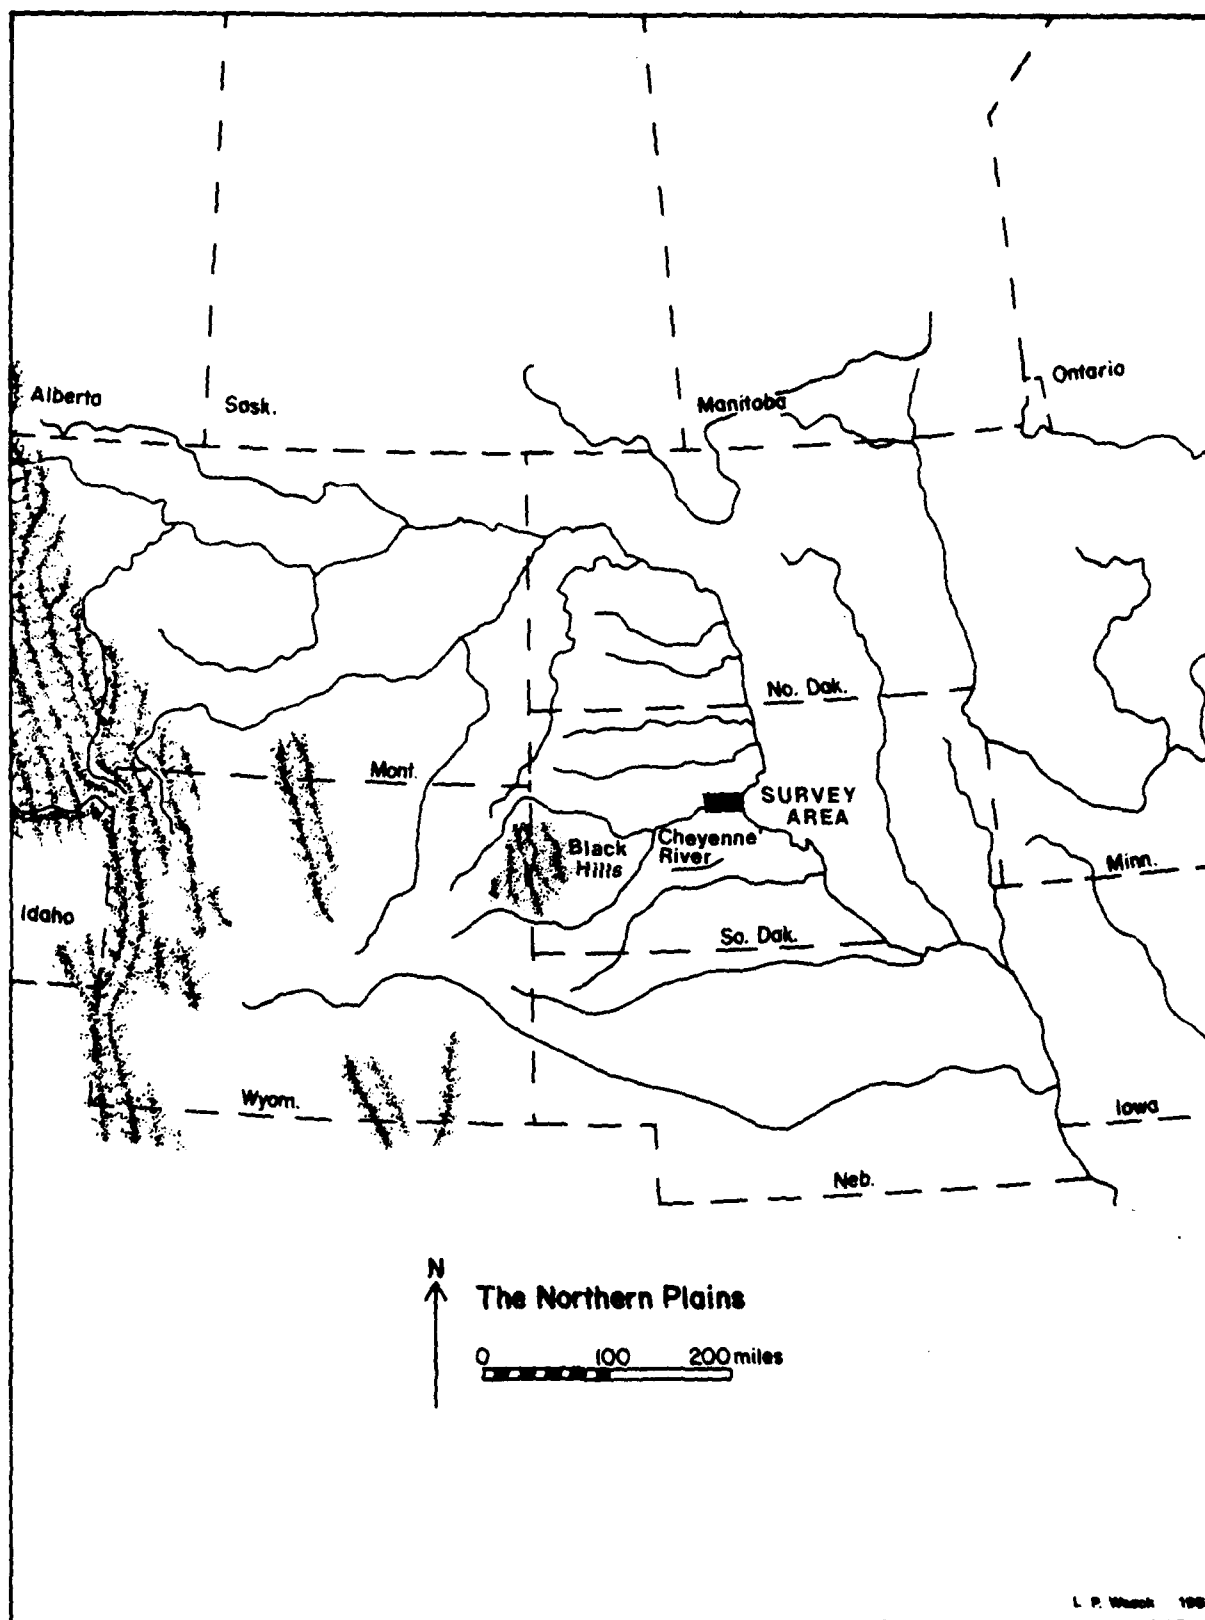 Alberta
Sask.
Manitoba
Ontario
No. Dak.
Mont.
SURVEY
AREA
Black
Hills
Cheyenne
River
Minn.
Idaho
So. Dak.
Wyom.
Iowa
Neb.
N
The Northern Plains
0 100 200 miles
L. P.